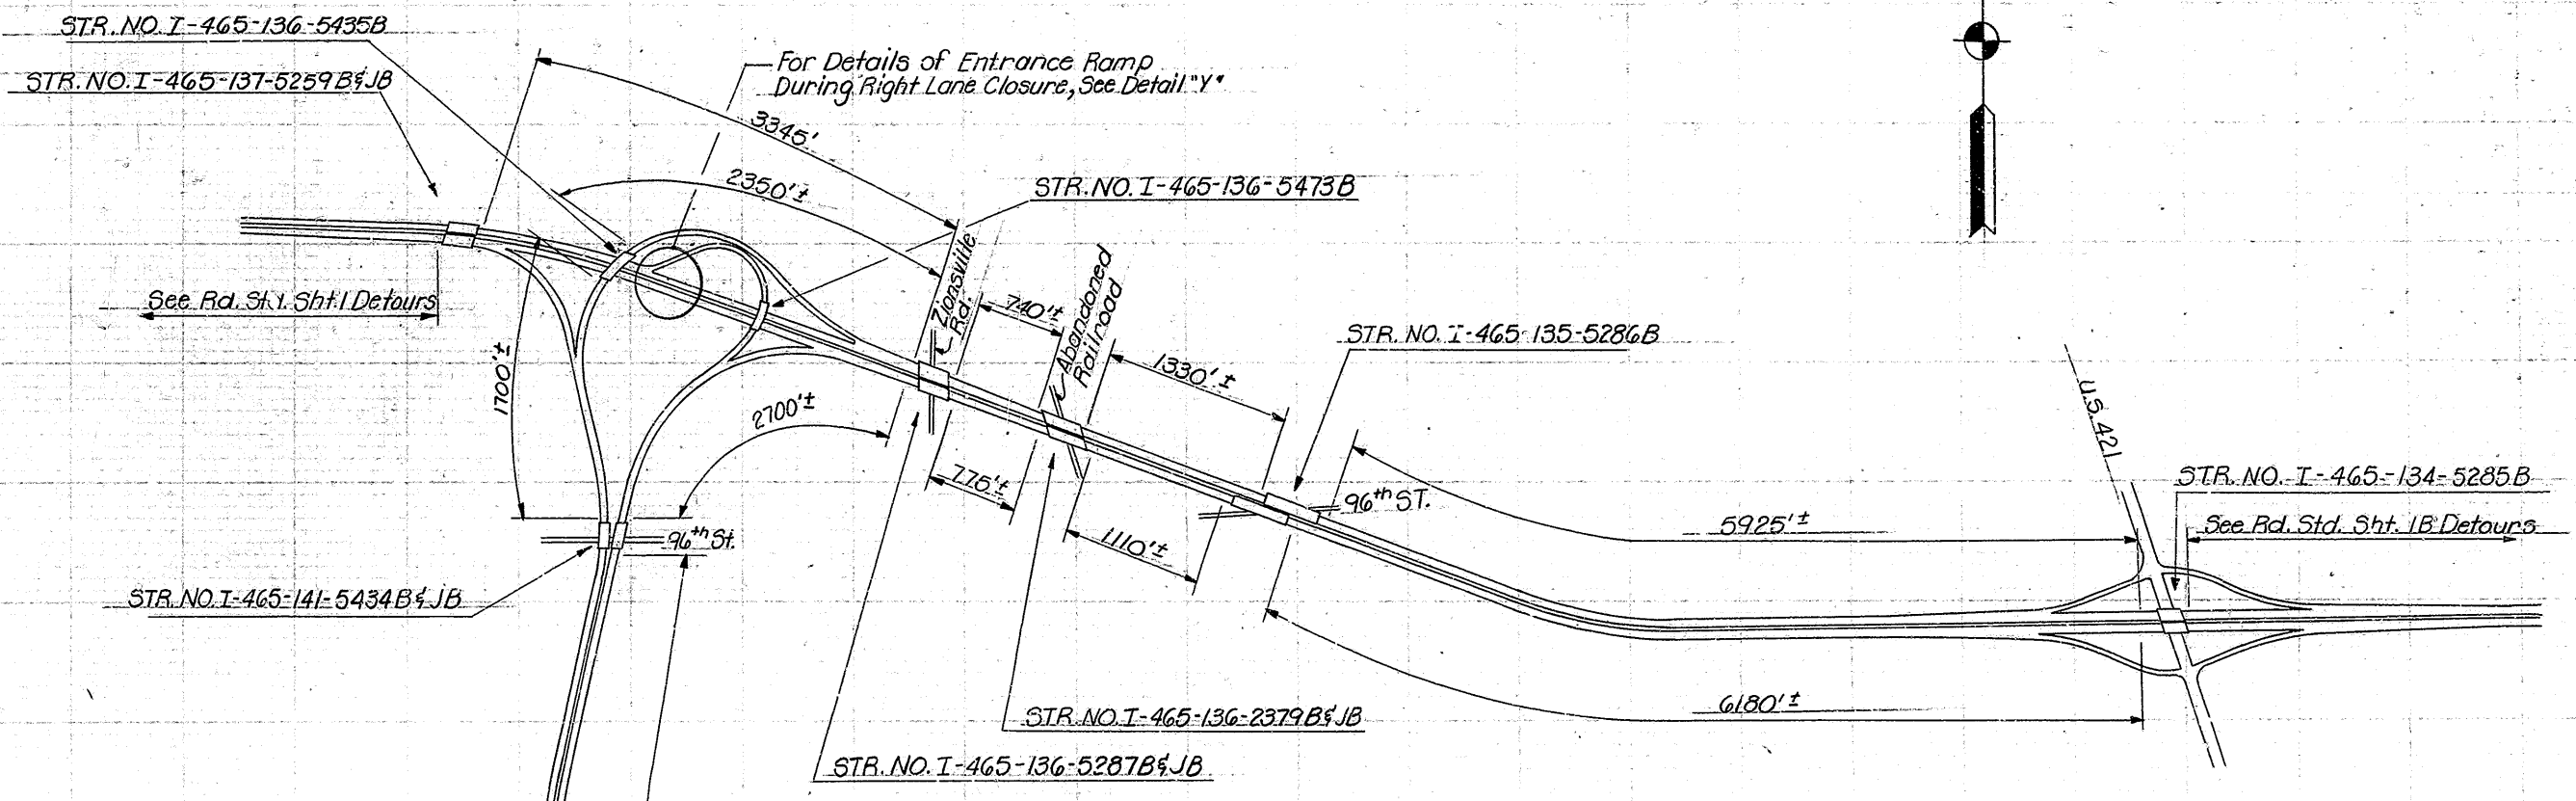 STR. NO. I-465-136-5435B
STR. NO. I-465-137-5259B&JB
For Details of Entrance Ramp
During Right Lane Closure, See Detail "Y"
3345'
2350'±
STR. NO. I-465-136-5473B
Zionsville
Rd.
740'±
Abandoned
Railroad
See Rd. Std. Sht. 1 Detours
1330'±
STR. NO. I-465-135-5286B
1700'±
2700'±
U.S. 421
775'±
96th ST.
STR. NO. I-465-134-5285B
5925'±
See Rd. Std. Sht. 1B Detours
96th St.
1110'±
STR. NO. I-465-141-5434B&JB
6180'±
STR. NO. I-465-136-2379B&JB
STR. NO. I-465-136-5287B&JB